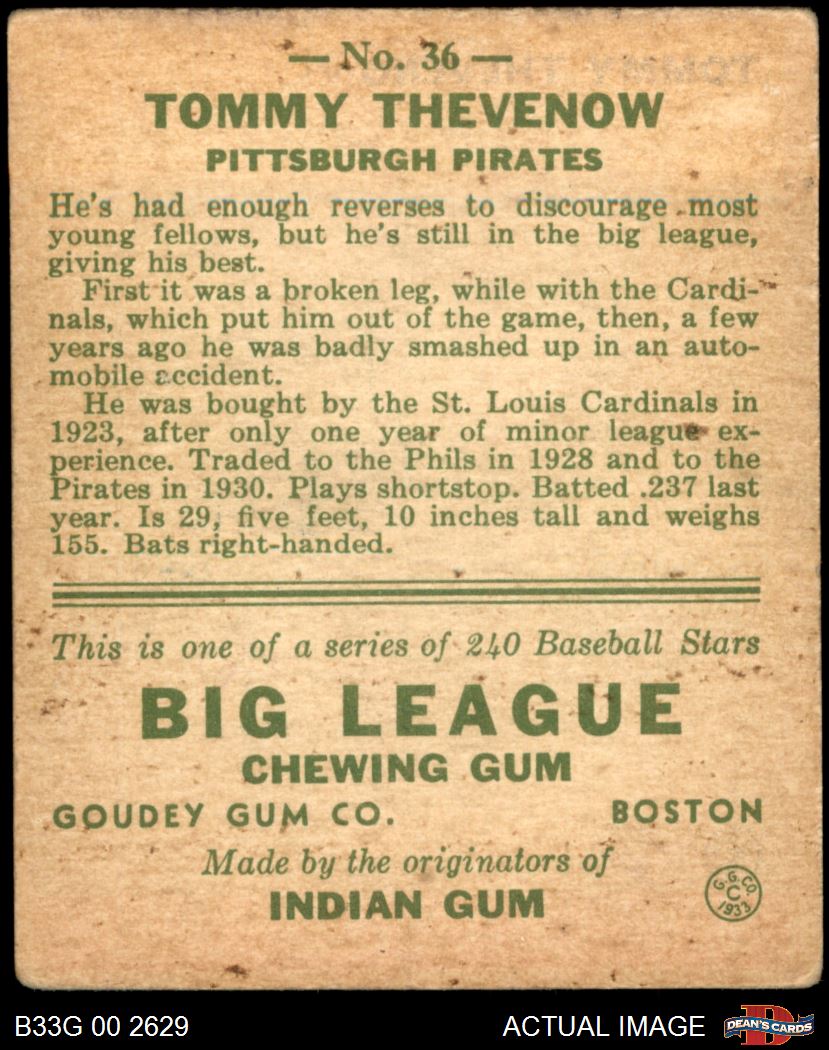 — No. 36 —
TOMMY THEVENOW
PITTSBURGH PIRATES
He's had enough reverses to discourage most
young fellows, but he's still in the big league,
giving his best.
First it was a broken leg, while with the Cardi-
nals, which put him out of the game, then, a few
years ago he was badly smashed up in an auto-
mobile accident.
He was bought by the St. Louis Cardinals in
1923, after only one year of minor league ex-
perience. Traded to the Phils in 1928 and to the
Pirates in 1930. Plays shortstop. Batted .237 last
year. Is 29, five feet, 10 inches tall and weighs
155. Bats right-handed.
This is one of a series of 240 Baseball Stars
BIG LEAGUE
CHEWING GUM
GOUDEY GUM CO. BOSTON
Made by the originators of
INDIAN GUM
G.G.CO.
C
1933
B33G 00 2629 ACTUAL IMAGE
D
DEAN'S CARDS